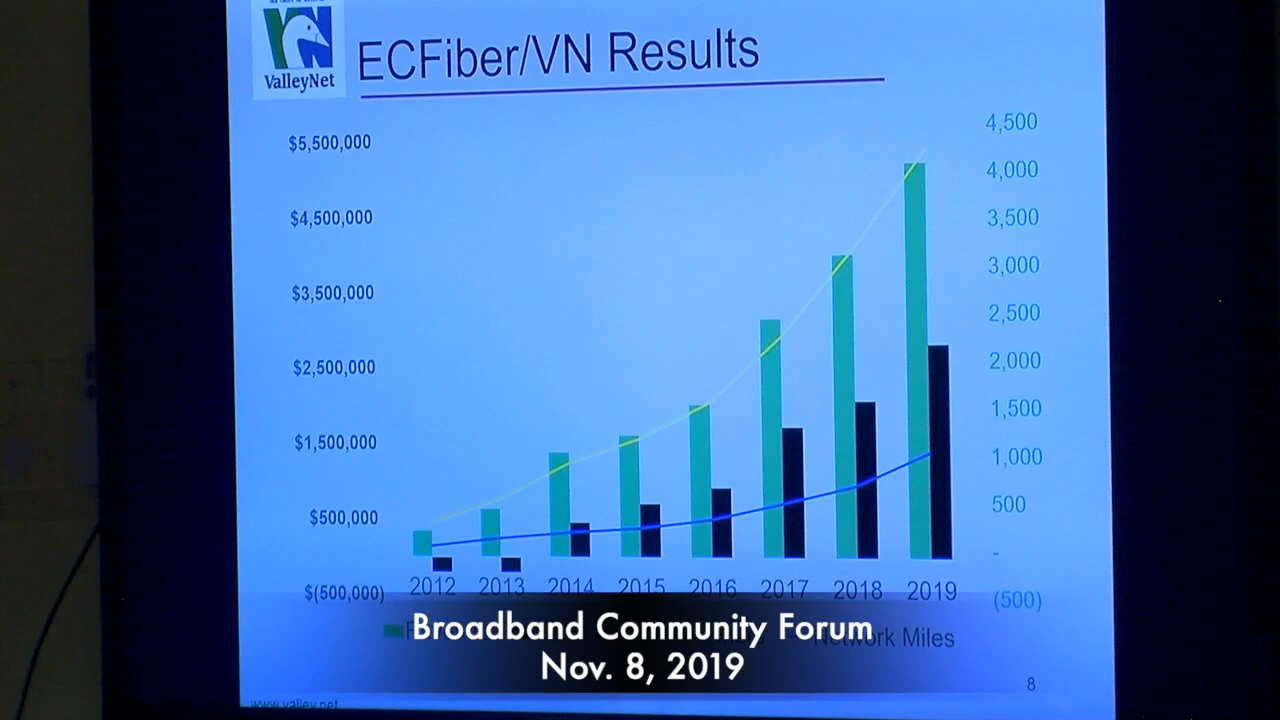 ValleyNet
ECFiber/VN Results
$5,500,000
$4,500,000
$3,500,000
$2,500,000
$1,500,000
$500,000
$(500,000)
4,500
4,000
3,500
3,000
2,500
2,000
1,500
1,000
500
-
(500)
2012 2013 2014 2015 2016 2017 2018 2019
Network Miles
Broadband Community Forum
Nov. 8, 2019
8
www.valley.net